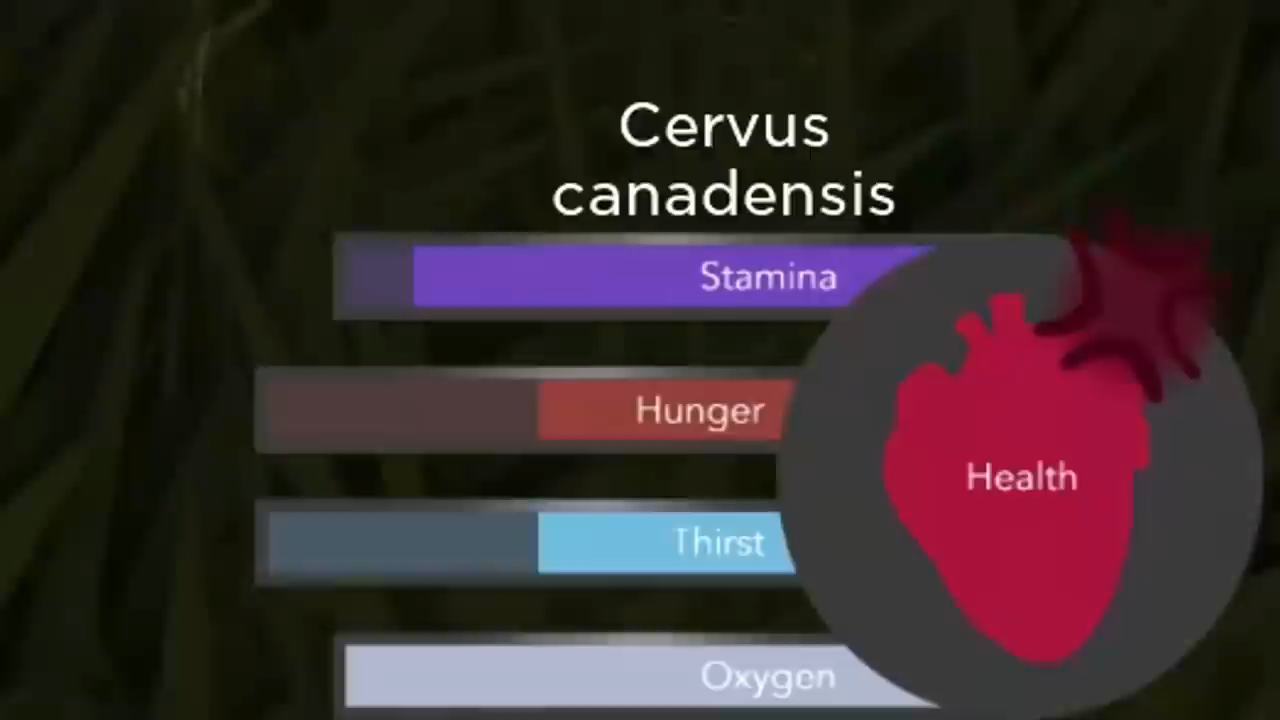 Cervus
canadensis
Stamina
Hunger
Thirst
Health
Oxygen